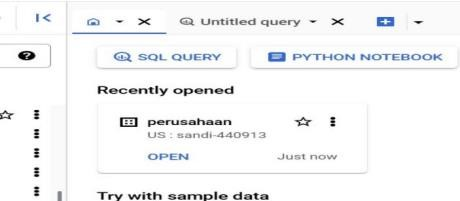 Untitled query
SQL QUERY
PYTHON NOTEBOOK
Recently opened
perusahaan
US : sandi-440913
OPEN
Just now
Try with sample data